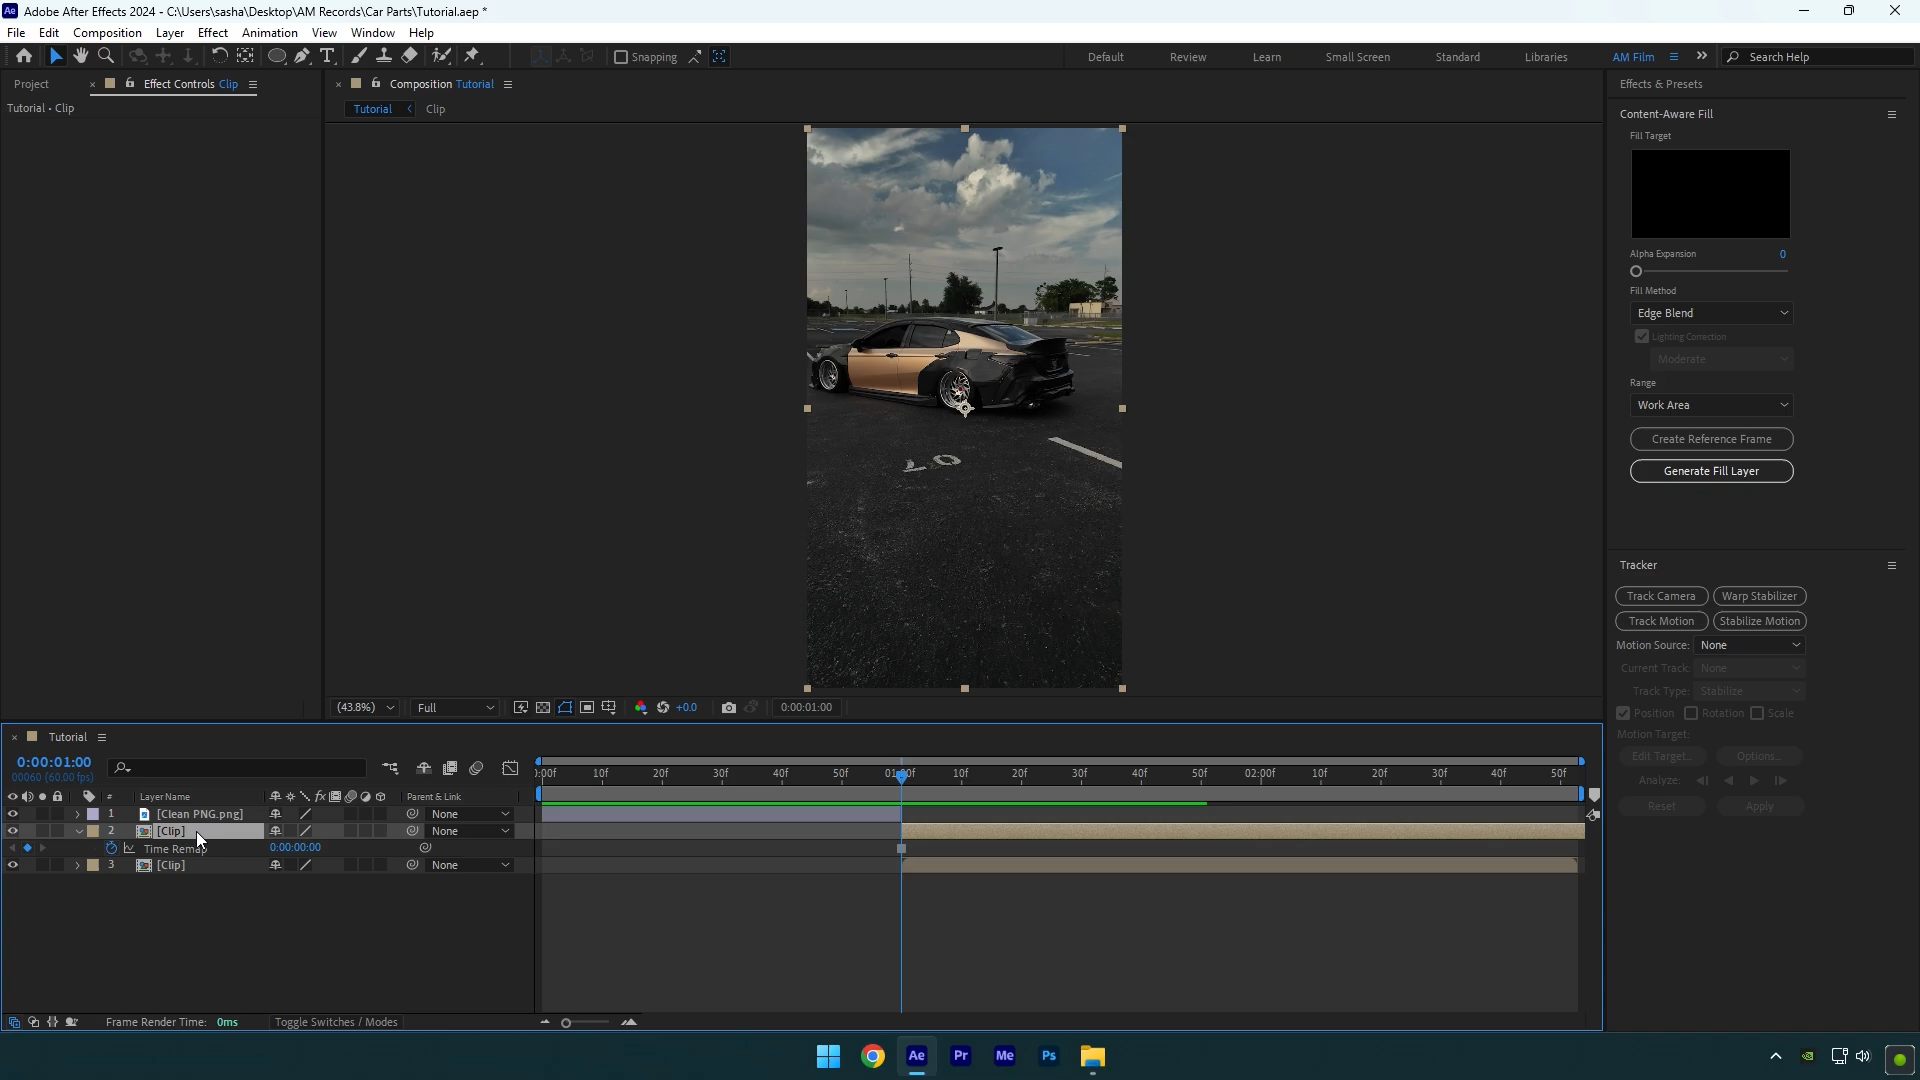 Adobe After Effects 2024 - C:\Users\sasha\Desktop\AM Records\Car Parts\Tutorial.aep *
File Edit Composition Layer Effect Animation View Window Help
Snapping
Default Review Learn Small Screen Standard Libraries AM Film Search Help
Project Effect Controls Clip
Composition Tutorial
Effects & Presets
Tutorial • Clip
Tutorial Clip
Content-Aware Fill
Fill Target
Alpha Expansion 0
Fill Method
Edge Blend
Lighting Correction
Moderate
Range
Work Area
Create Reference Frame
Generate Fill Layer
Tracker
Track Camera Warp Stabilizer
Track Motion Stabilize Motion
Motion Source: None
Current Track: None
Track Type: Stabilize
Position Rotation Scale
Motion Target:
Edit Target... Options...
Analyze:
Reset Apply
(43.8%) Full +0.0 0:00:01:00
Tutorial
0:00:01:00
00060 (60.00 fps)
:00f 10f 20f 30f 40f 50f 01:00f 10f 20f 30f 40f 50f 02:00f 10f 20f 30f 40f 50f
# Layer Name fx Parent & Link
1 [Clean PNG.png] None
2 [Clip] None
Time Remap 0:00:00:00
3 [Clip] None
Frame Render Time: 0ms Toggle Switches / Modes
Ae Pr Me Ps